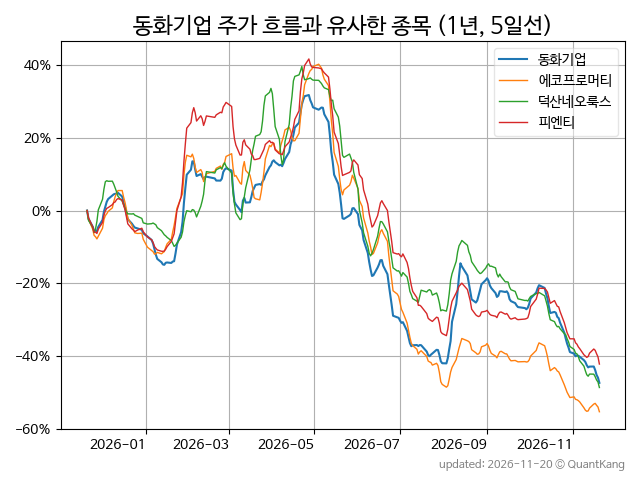 동화기업 주가 흐름과 유사한 종목 (1년, 5일선)
동화기업
에코프로머티
덕산네오룩스
피엔티
40%
20%
0%
−20%
−40%
−60%
2026-01 2026-03 2026-05 2026-07 2026-09 2026-11
updated: 2026-11-20 © QuantKang